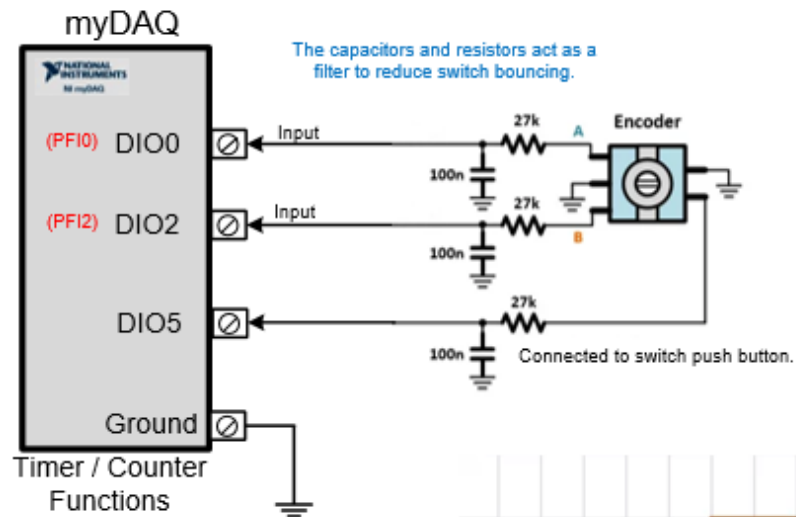 myDAQ
The capacitors and resistors act as a
filter to reduce switch bouncing.
NATIONAL
INSTRUMENTS
NI myDAQ
(PFI0) DIO0
Input
27k
A
Encoder
100n
(PFI2) DIO2
Input
27k
B
100n
DIO5
27k
100n
Connected to switch push button.
Ground
Timer / Counter
Functions